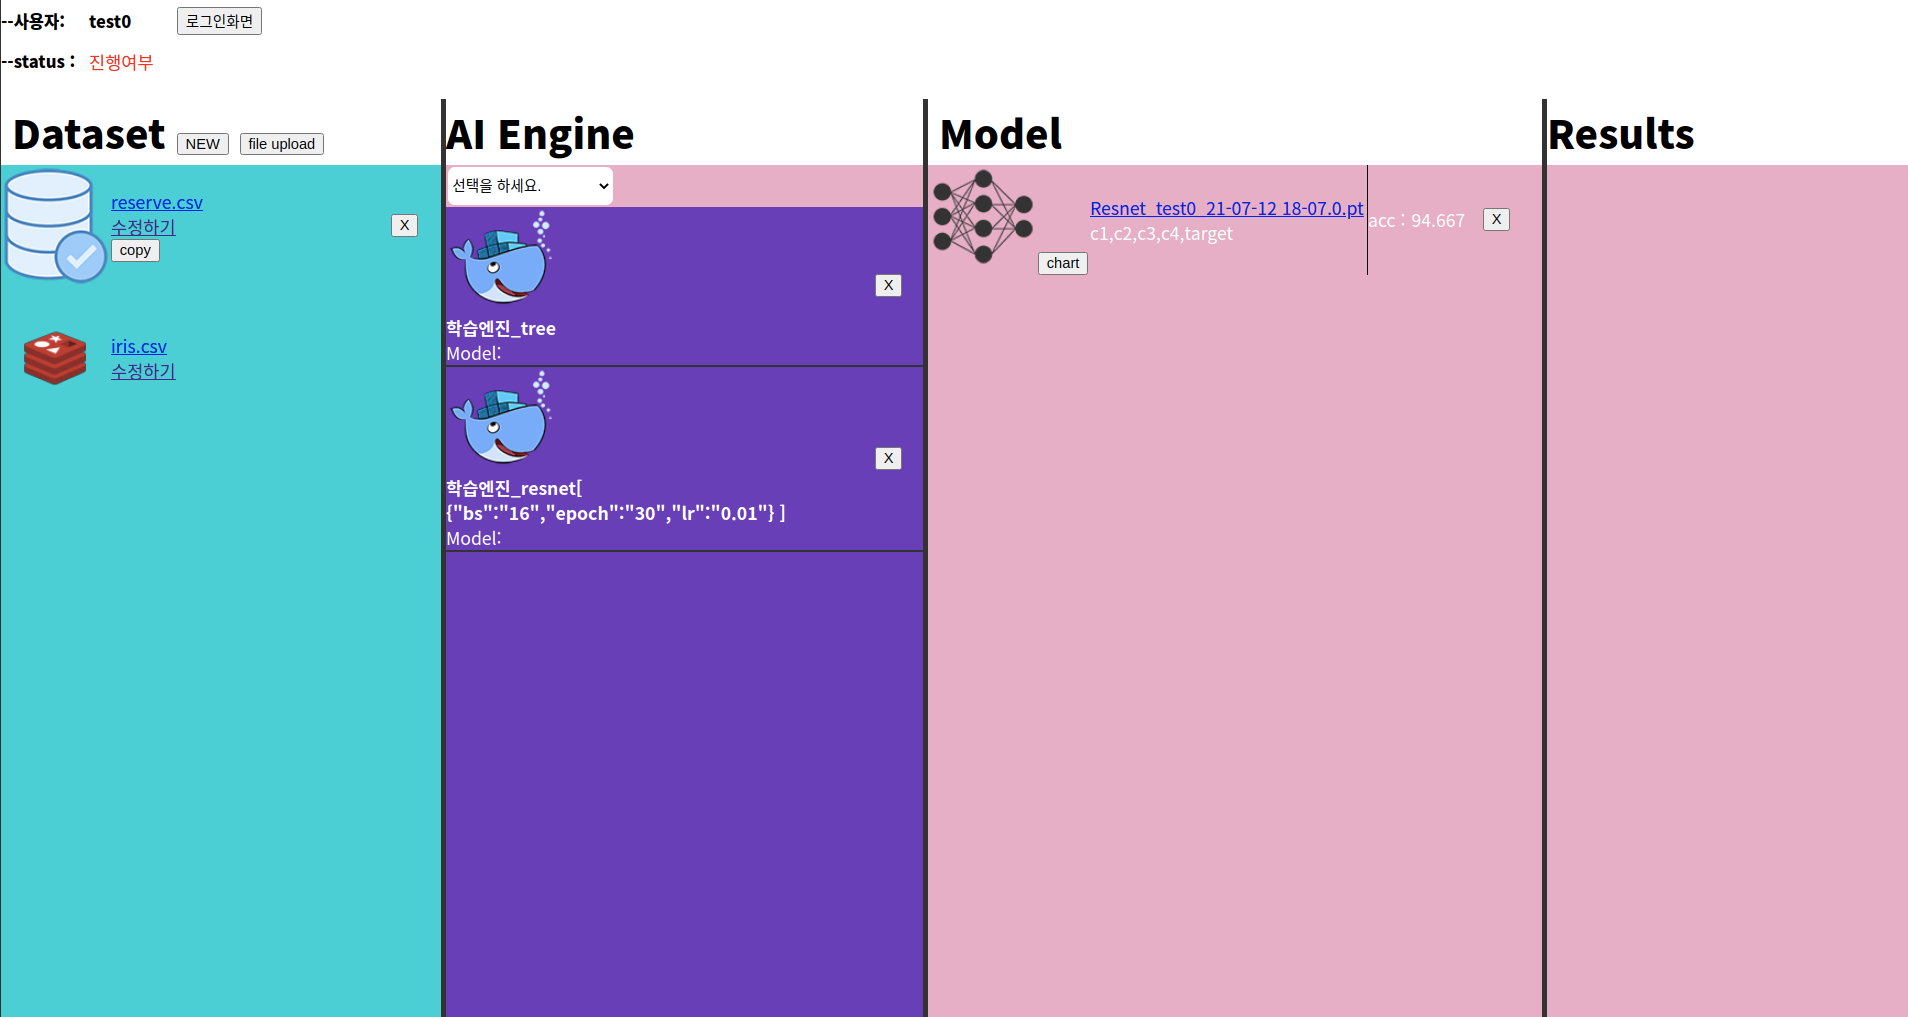 --사용자: test0 로그인화면
--status : 진행여부
Dataset NEW file upload
reserve.csv
수정하기 X
copy
iris.csv
수정하기
AI Engine
선택을 하세요.
X
학습엔진_tree
Model:
X
학습엔진_resnet[
{"bs":"16","epoch":"30","lr":"0.01"} ]
Model:
Model
Resnet_test0_21-07-12 18-07.0.pt
c1,c2,c3,c4,target
chart
acc : 94.667 X
Results